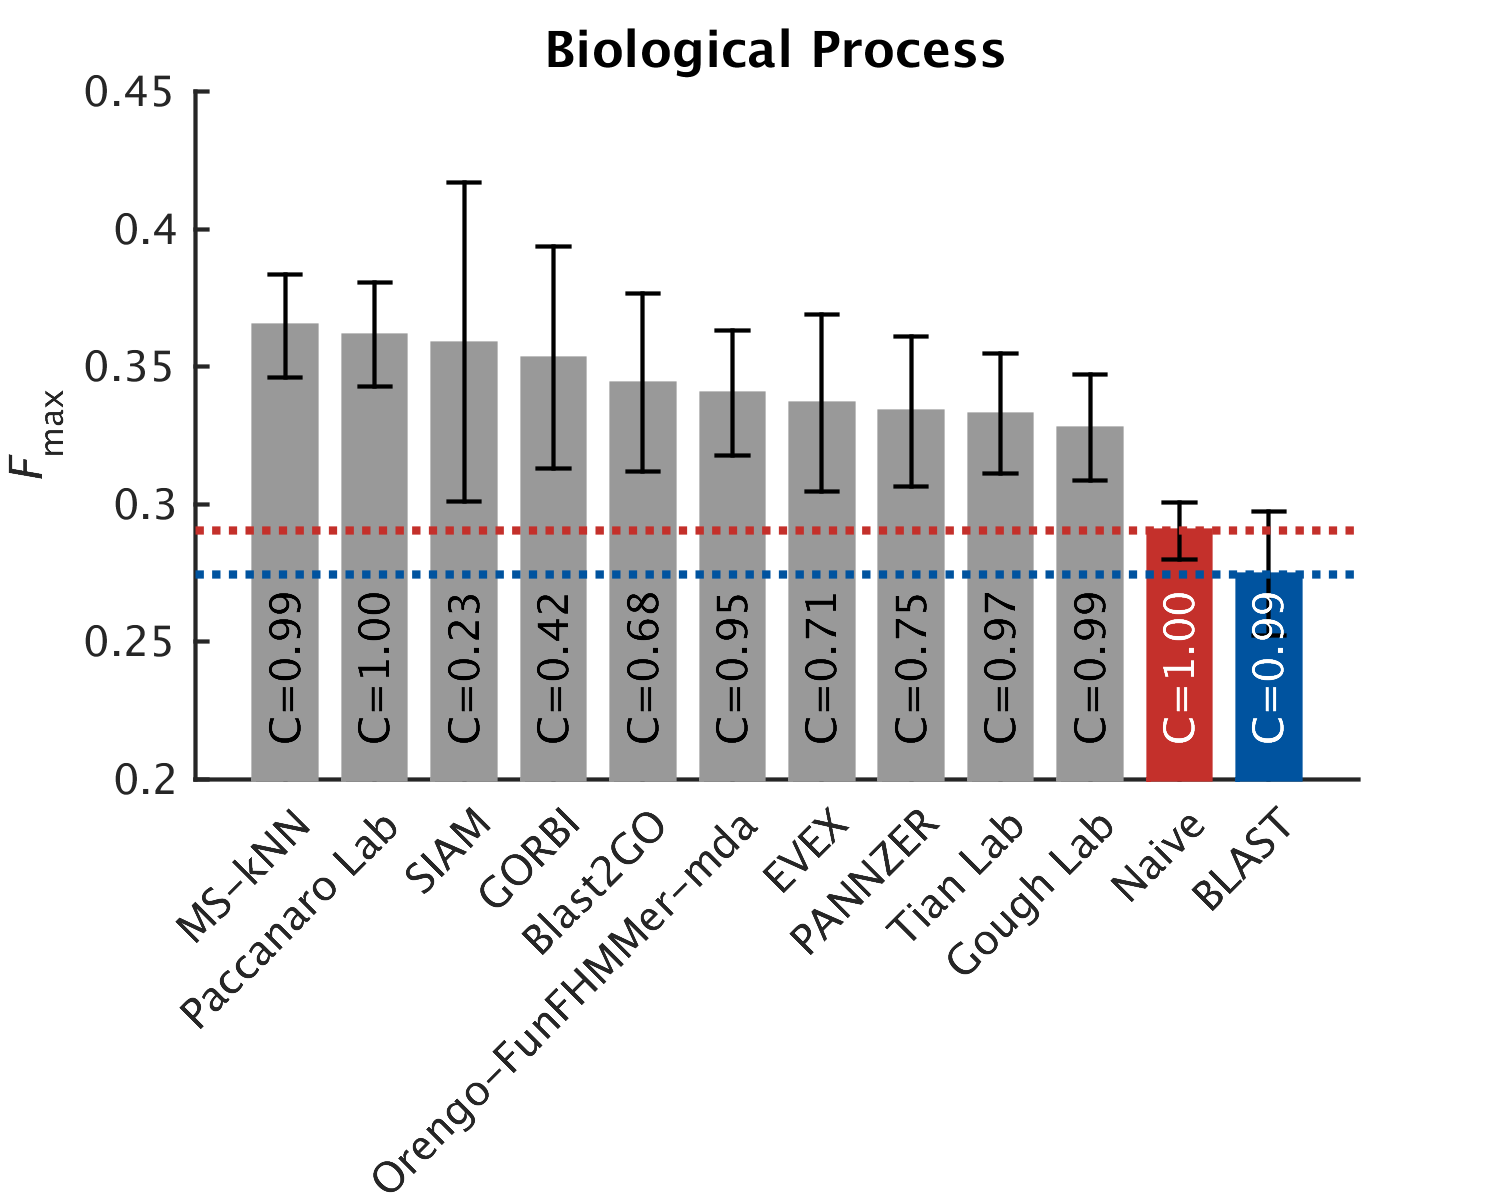 Biological Process
0.45
0.4
0.35
0.3
0.25
0.2
Fmax
C=0.99
C=1.00
C=0.23
C=0.42
C=0.68
C=0.95
C=0.71
C=0.75
C=0.97
C=0.99
C=1.00
C=0.99
MS-kNN
Paccanaro Lab
SIAM
GORBI
Blast2GO
Orengo-FunFHMMer-mda
EVEX
PANNZER
Tian Lab
Gough Lab
Naive
BLAST